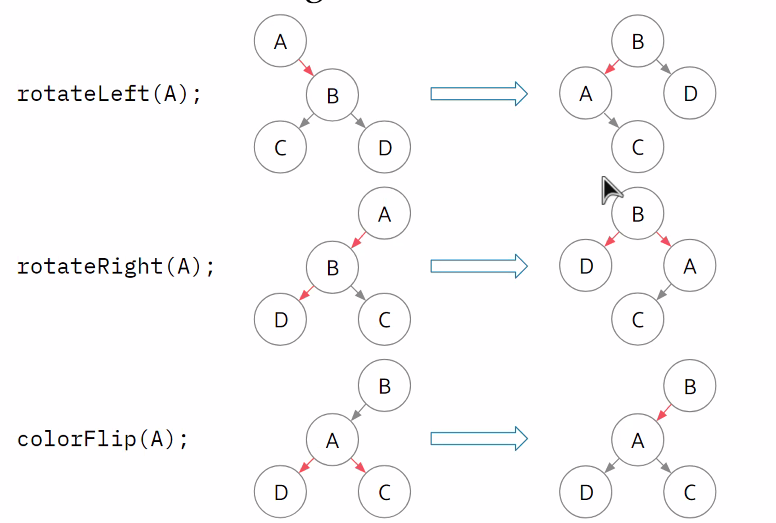 A B
rotateLeft(A); B A D
C D C
A B
rotateRight(A); B D A
D C C
B B
colorFlip(A); A A
D C D C